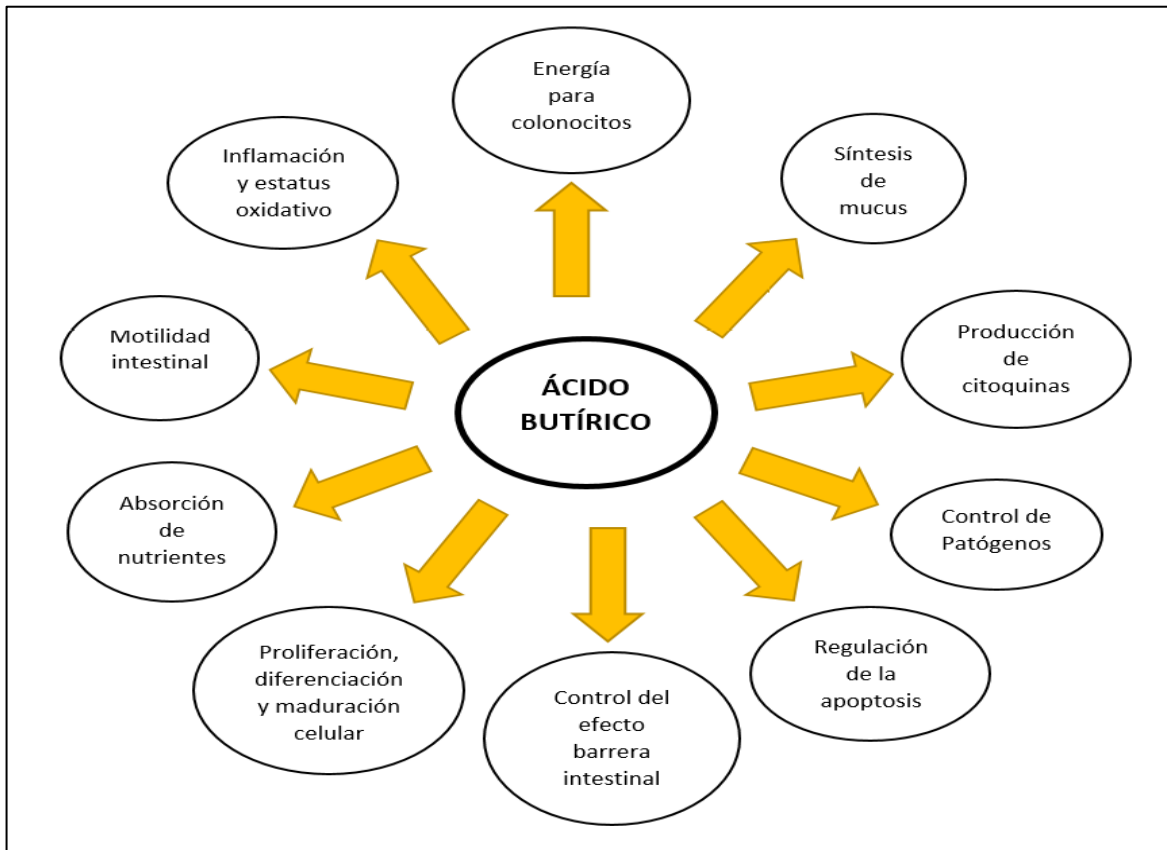 Energía
para
colonocitos
Síntesis
de
mucus
Producción
de
citoquinas
Control de
Patógenos
Regulación
de la
apoptosis
Control del
efecto
barrera
intestinal
Proliferación,
diferenciación
y maduración
celular
Absorción
de
nutrientes
Motilidad
intestinal
Inflamación
y estatus
oxidativo
ÁCIDO
BUTÍRICO